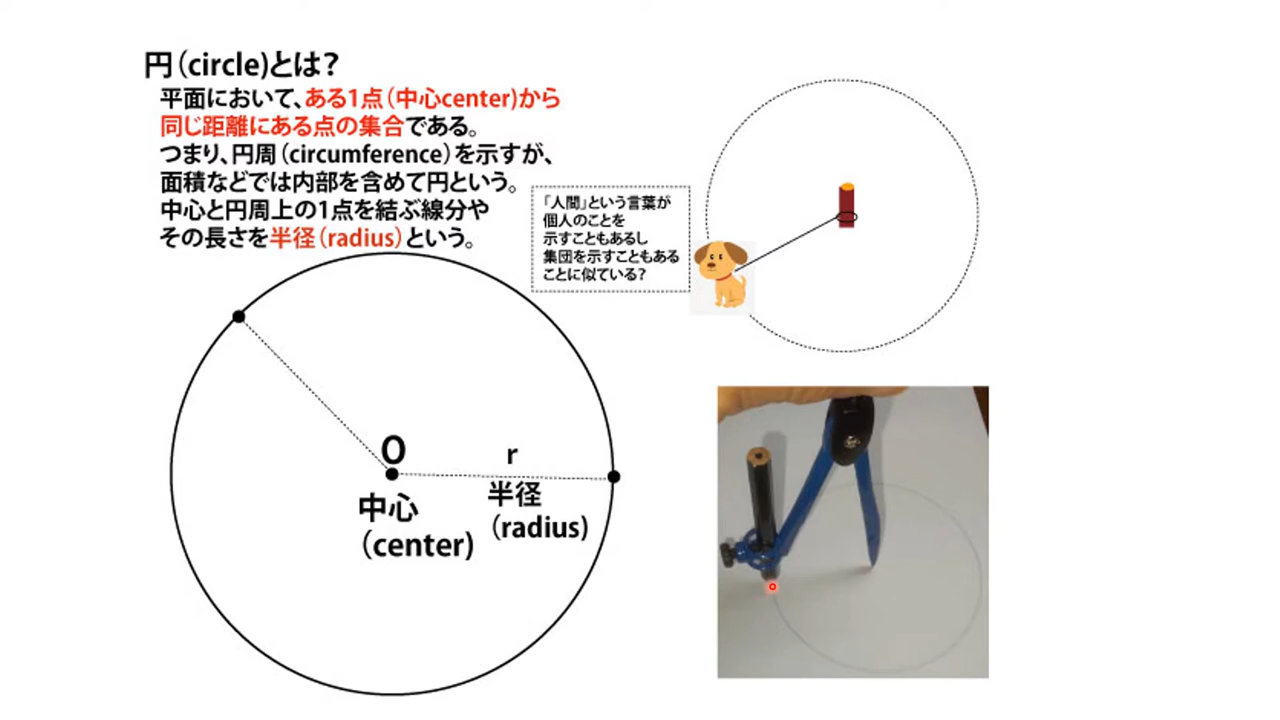 円(circle)とは?
平面において、ある1点(中心center)から
同じ距離にある点の集合である。
つまり、円周(circumference)を示すが、
面積などでは内部を含めて円という。
中心と円周上の1点を結ぶ線分や
その長さを半径(radius)という。
「人間」という言葉が
個人のことを
示すこともあるし
集団を示すこともある
ことに似ている?
O
中心
(center)
r
半径
(radius)